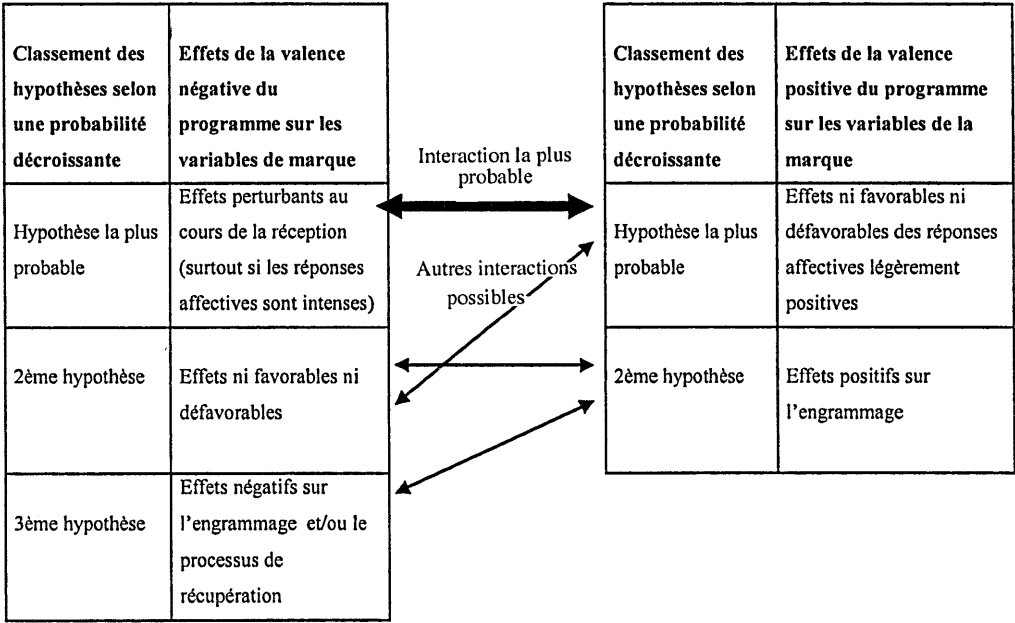 Classement des
hypothèses selon
une probabilité
décroissante
Effets de la valence
négative du
programme sur les
variables de marque
Hypothèse la plus
probable
Effets perturbants au
cours de la réception
(surtout si les réponses
affectives sont intenses)
2ème hypothèse
Effets ni favorables ni
défavorables
3ème hypothèse
Effets négatifs sur
l'engrammage et/ou le
processus de
récupération
Interaction la plus
probable
Autres interactions
possibles
Classement des
hypothèses selon
une probabilité
décroissante
Effets de la valence
positive du programme
sur les variables de la
marque
Hypothèse la plus
probable
Effets ni favorables ni
défavorables des réponses
affectives légèrement
positives
2ème hypothèse
Effets positifs sur
l'engrammage